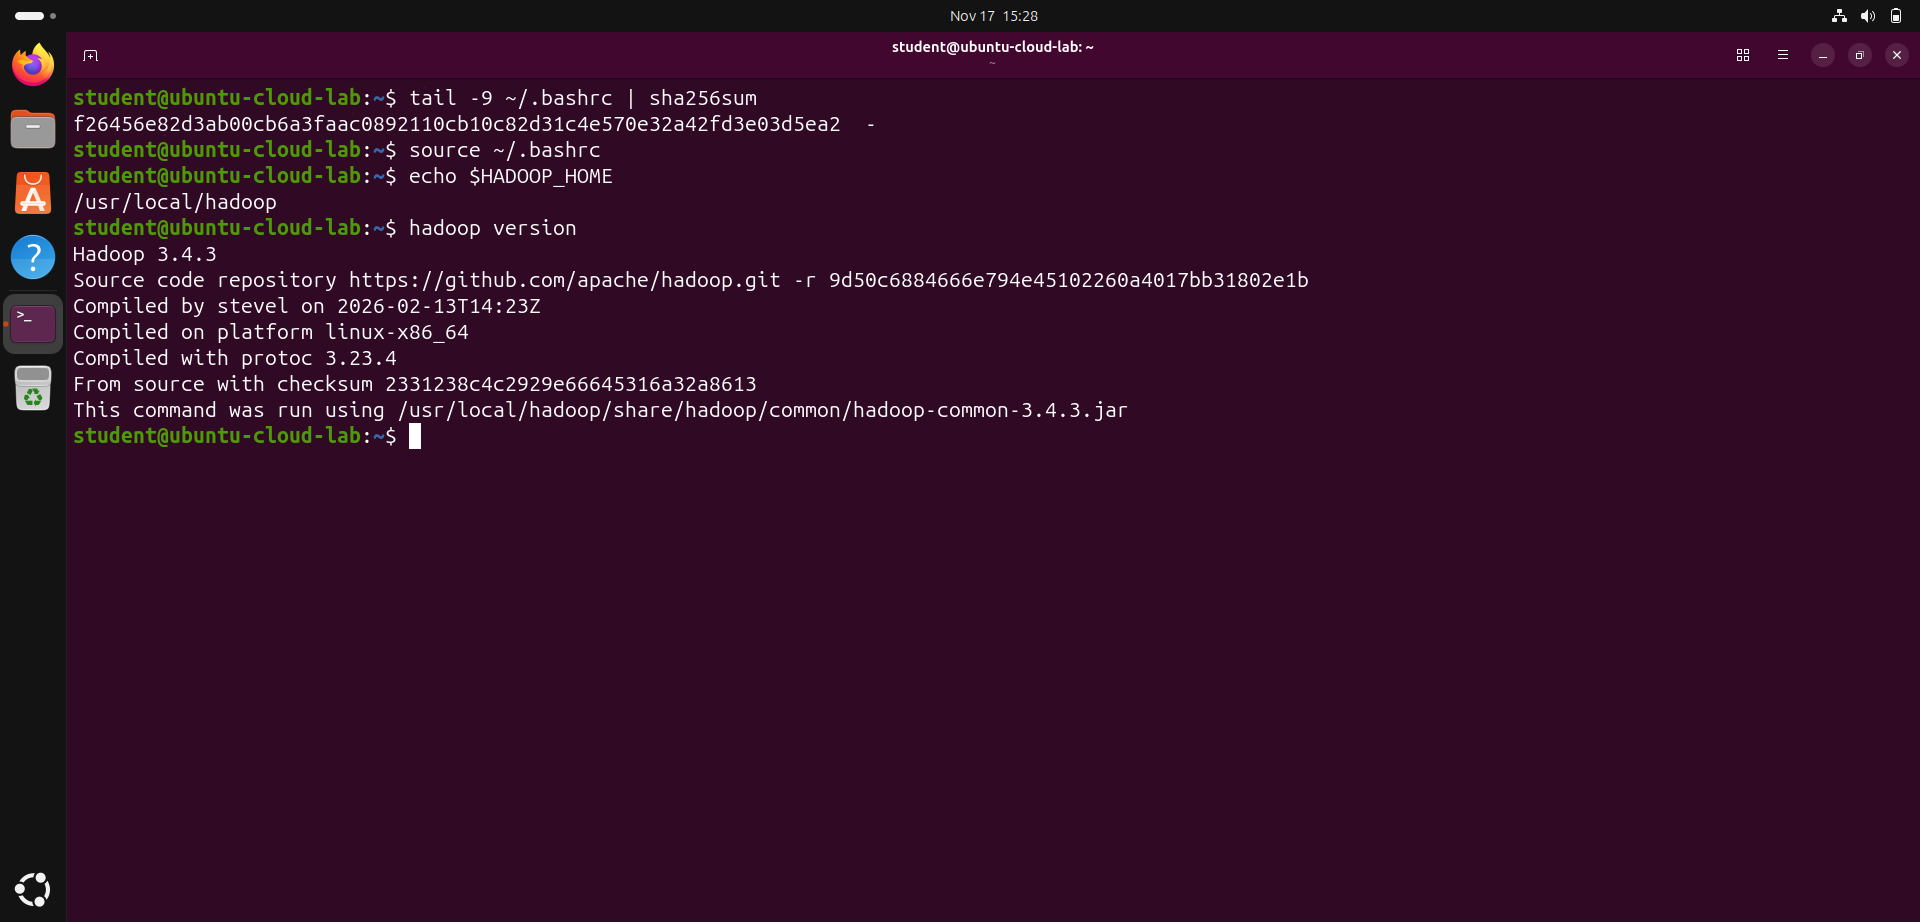 Nov 17 15:28
student@ubuntu-cloud-lab: ~
~
student@ubuntu-cloud-lab:~$ tail -9 ~/.bashrc | sha256sum
f26456e82d3ab00cb6a3faac0892110cb10c82d31c4e570e32a42fd3e03d5ea2  -
student@ubuntu-cloud-lab:~$ source ~/.bashrc
student@ubuntu-cloud-lab:~$ echo $HADOOP_HOME
/usr/local/hadoop
student@ubuntu-cloud-lab:~$ hadoop version
Hadoop 3.4.3
Source code repository https://github.com/apache/hadoop.git -r 9d50c6884666e794e45102260a4017bb31802e1b
Compiled by stevel on 2026-02-13T14:23Z
Compiled on platform linux-x86_64
Compiled with protoc 3.23.4
From source with checksum 2331238c4c2929e66645316a32a8613
This command was run using /usr/local/hadoop/share/hadoop/common/hadoop-common-3.4.3.jar
student@ubuntu-cloud-lab:~$